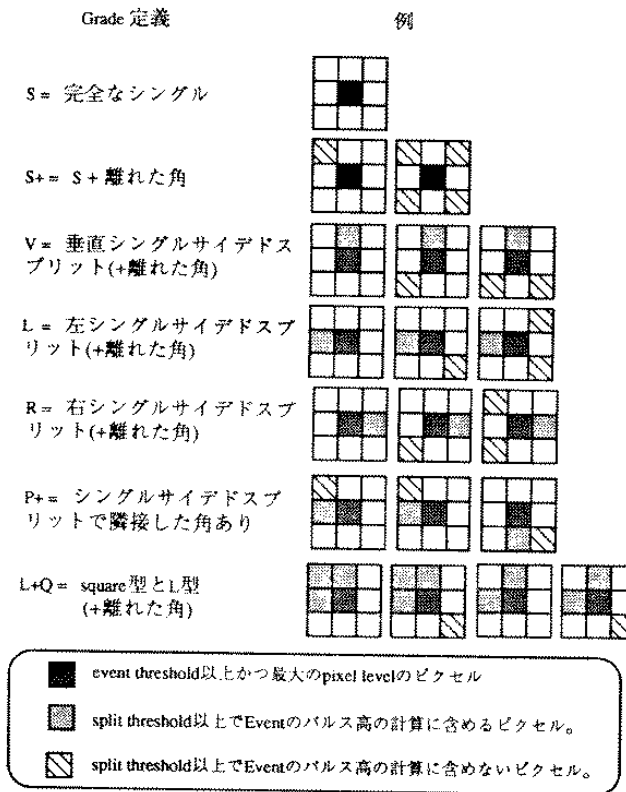 Grade 定義
例
S = 完全なシングル
S+ = S + 離れた角
V = 垂直シングルサイデドス
プリット(+離れた角)
L = 左シングルサイデドスプ
リット(+離れた角)
R = 右シングルサイデドスプ
リット(+離れた角)
P+ = シングルサイデドスプ
リットで隣接した角あり
L+Q = square型とL型
(+離れた角)
event threshold以上かつ最大のpixel levelのピクセル
split threshold以上でEventのパルス高の計算に含めるピクセル。
split threshold以上でEventのパルス高の計算に含めないピクセル。